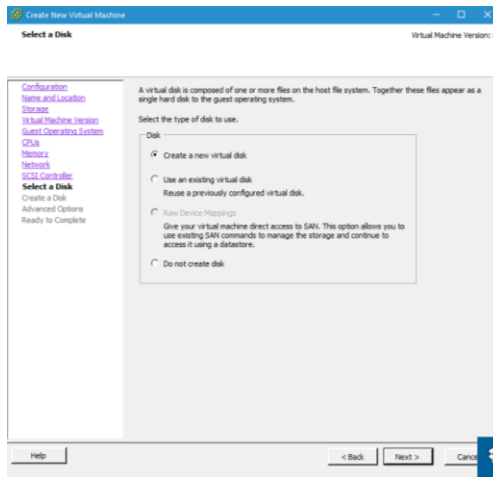 Create New Virtual Machine
Select a Disk
Virtual Machine Version:
Configuration
Name and Location
Storage
Virtual Machine Version
Guest Operating System
CPUs
Memory
Network
SCSI Controller
Select a Disk
Create a Disk
Advanced Options
Ready to Complete
A virtual disk is composed of one or more files on the host file system. Together these files appear as a
single hard disk to the guest operating system.
Select the type of disk to use.
Disk
Create a new virtual disk
Use an existing virtual disk
Reuse a previously configured virtual disk.
Raw Device Mappings
Give your virtual machine direct access to SAN. This option allows you to
use existing SAN commands to manage the storage and continue to
access it using a datastore.
Do not create disk
Help
< Back
Next >
Cance